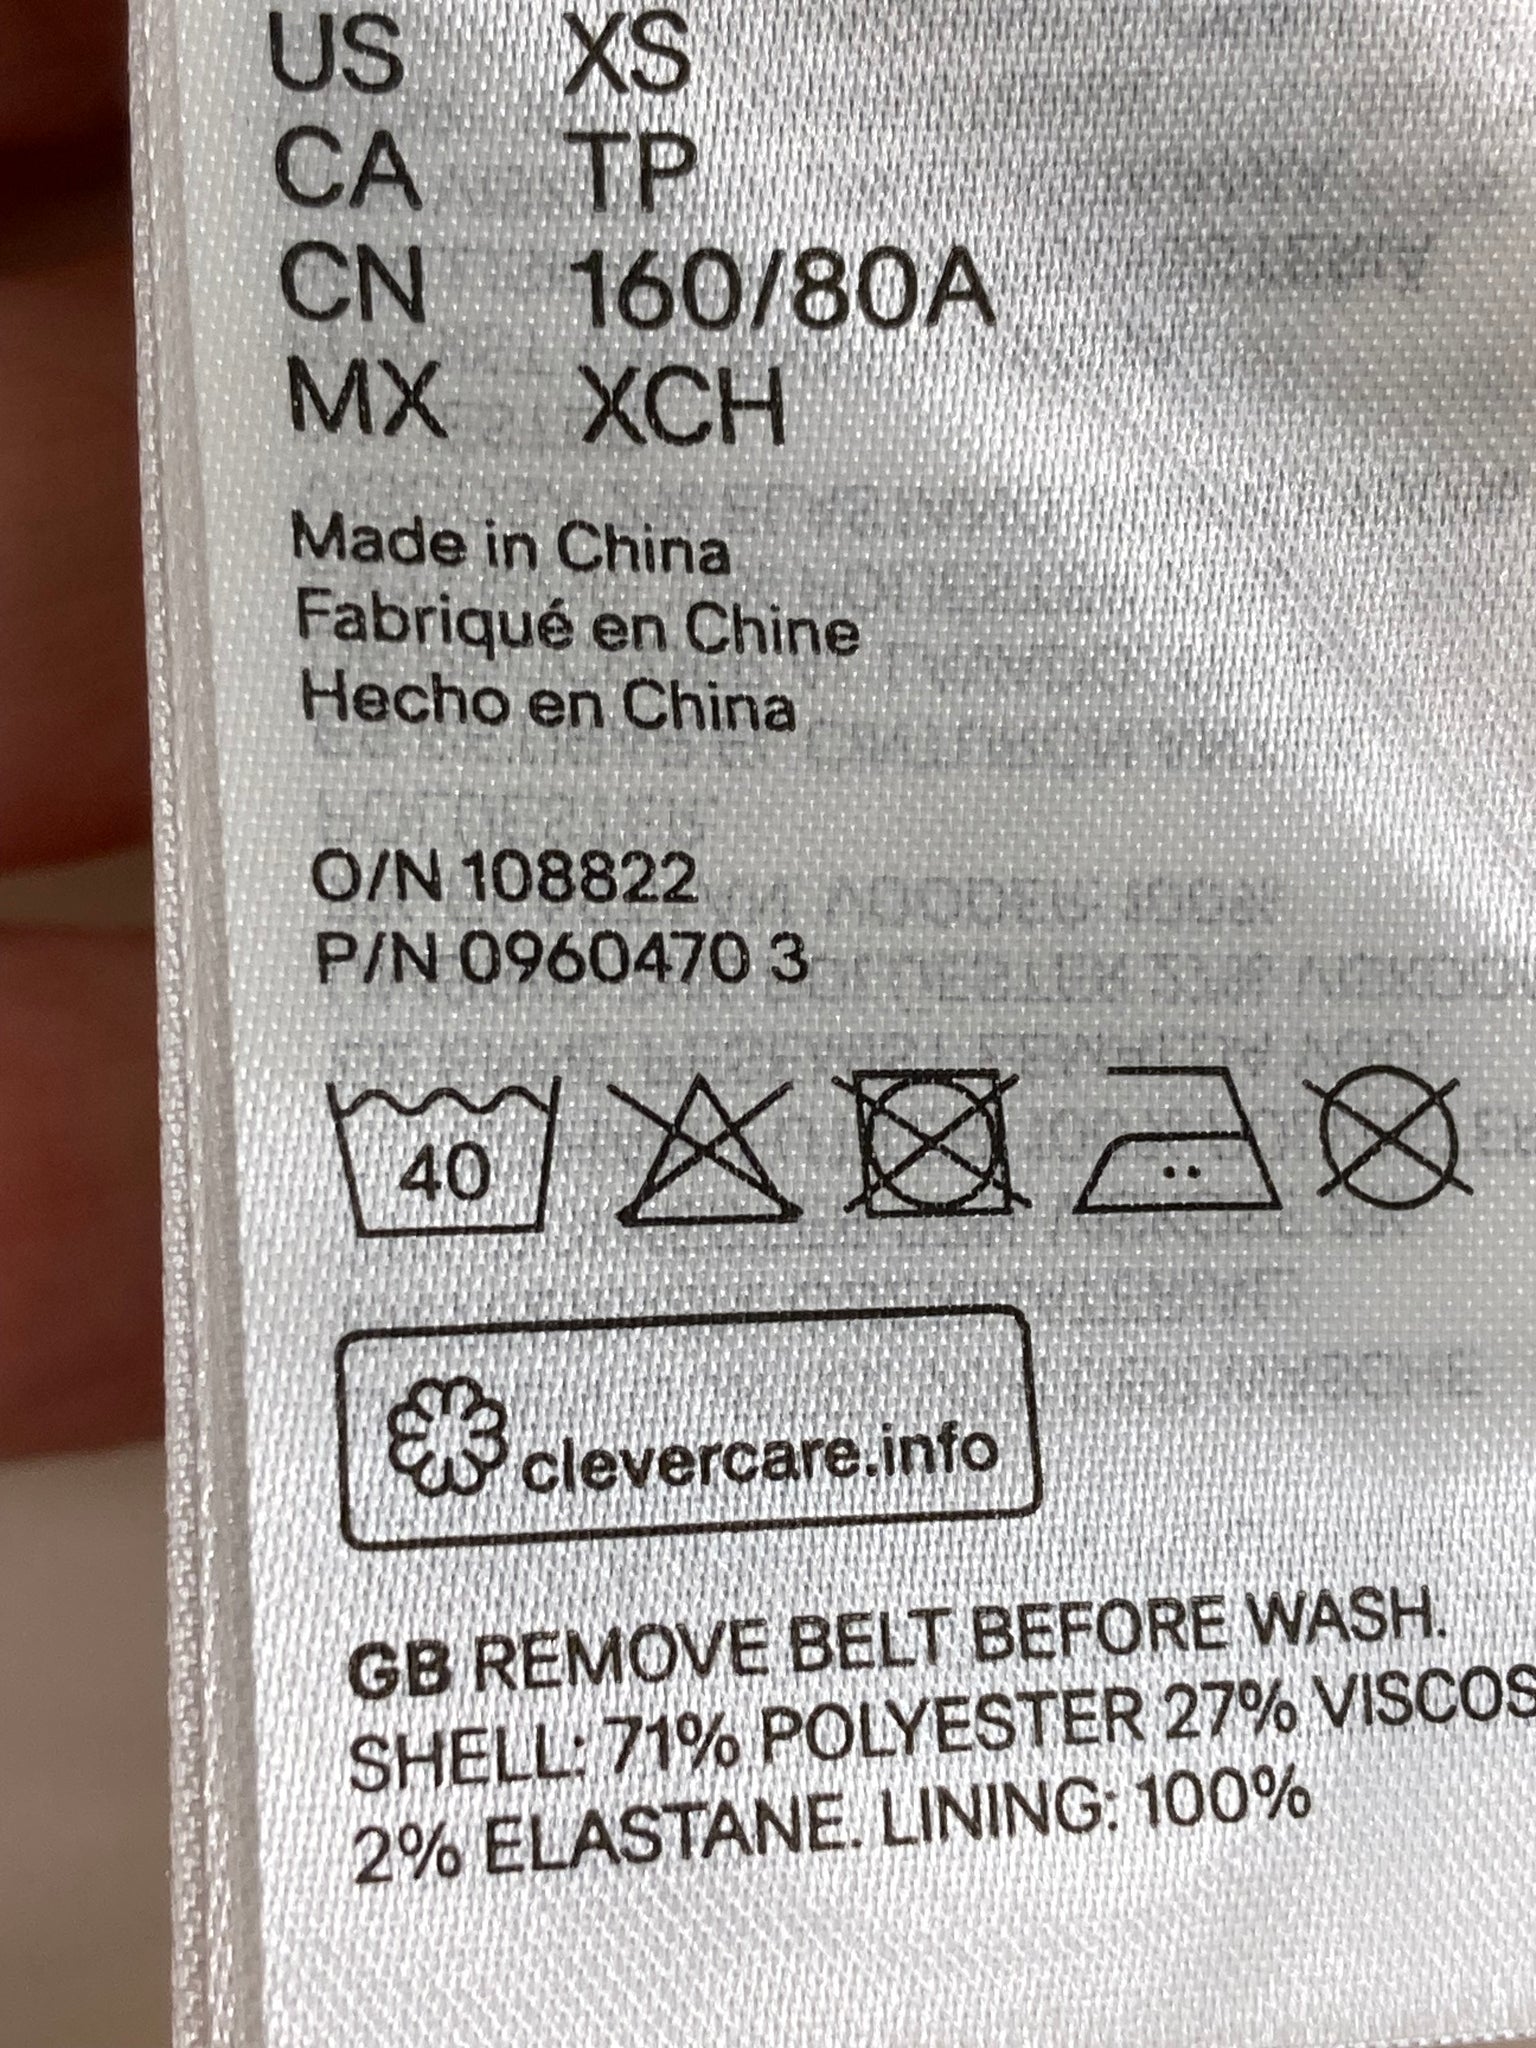 US XS
CA TP
CN 160/80A
MX XCH
Made in China
Fabriqué en Chine
Hecho en China
O/N 108822
P/N 0960470 3
40
clevercare.info
GB REMOVE BELT BEFORE WASH.
SHELL: 71% POLYESTER 27% VISCOS
2% ELASTANE. LINING: 100%